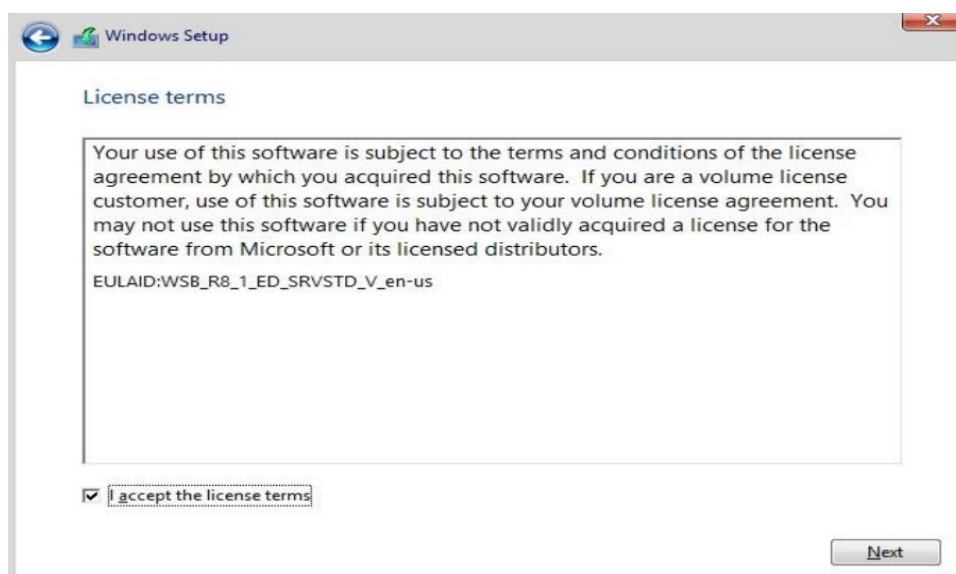 Windows Setup
License terms
Your use of this software is subject to the terms and conditions of the license
agreement by which you acquired this software.  If you are a volume license
customer, use of this software is subject to your volume license agreement.  You
may not use this software if you have not validly acquired a license for the
software from Microsoft or its licensed distributors.
EULAID:WSB_R8_1_ED_SRVSTD_V_en-us
I accept the license terms
Next